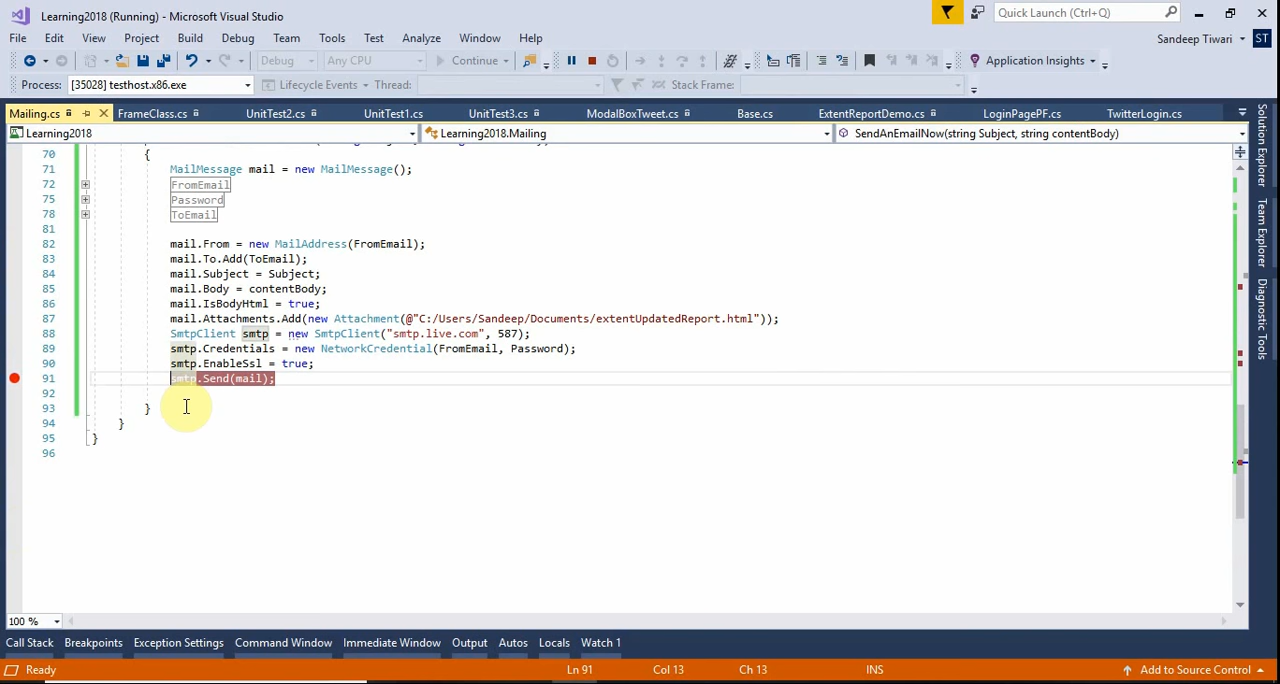 Learning2018 (Running) - Microsoft Visual Studio
Quick Launch (Ctrl+Q)
File Edit View Project Build Debug Team Tools Test Analyze Window Help
Sandeep Tiwari ST
Debug Any CPU Continue Application Insights
Process: [35028] testhost.x86.exe Lifecycle Events Thread: Stack Frame:
Mailing.cs FrameClass.cs UnitTest2.cs UnitTest1.cs UnitTest3.cs ModalBoxTweet.cs Base.cs ExtentReportDemo.cs LoginPagePF.cs TwitterLogin.cs
Learning2018 Learning2018.Mailing SendAnEmailNow(string Subject, string contentBody)
70 {
71 MailMessage mail = new MailMessage();
72 FromEmail
75 Password
78 ToEmail
81
82 mail.From = new MailAddress(FromEmail);
83 mail.To.Add(ToEmail);
84 mail.Subject = Subject;
85 mail.Body = contentBody;
86 mail.IsBodyHtml = true;
87 mail.Attachments.Add(new Attachment(@"C:/Users/Sandeep/Documents/extentUpdatedReport.html"));
88 SmtpClient smtp = new SmtpClient("smtp.live.com", 587);
89 smtp.Credentials = new NetworkCredential(FromEmail, Password);
90 smtp.EnableSsl = true;
91 smtp.Send(mail);
92
93 }
94 }
95 }
96
Solution Explorer
Team Explorer
Diagnostic Tools
100 %
Call Stack Breakpoints Exception Settings Command Window Immediate Window Output Autos Locals Watch 1
Ready Ln 91 Col 13 Ch 13 INS Add to Source Control